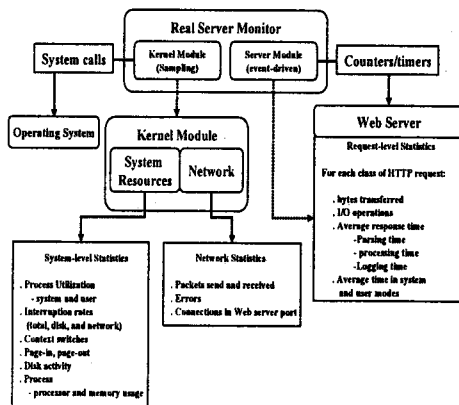 Real Server Monitor
System calls
Kernel Module
(Sampling)
Server Module
(event-driven)
Counters/timers
Operating System
Kernel Module
System
Resources
Network
Web Server
Request-level Statistics
For each class of HTTP request:
. bytes transferred
. I/O operations
. Average response time
-Parsing time
- processing time
-Logging time
. Average time in system
and user modes
System-level Statistics
. Process Utilization
- system and user
. Interruption rates
(total, disk, and network)
. Context switches
. Page-in, page-out
. Disk activity
. Process
- processor and memory usage
Network Statistics
. Packets send and received
. Errors
. Connections in Web server port